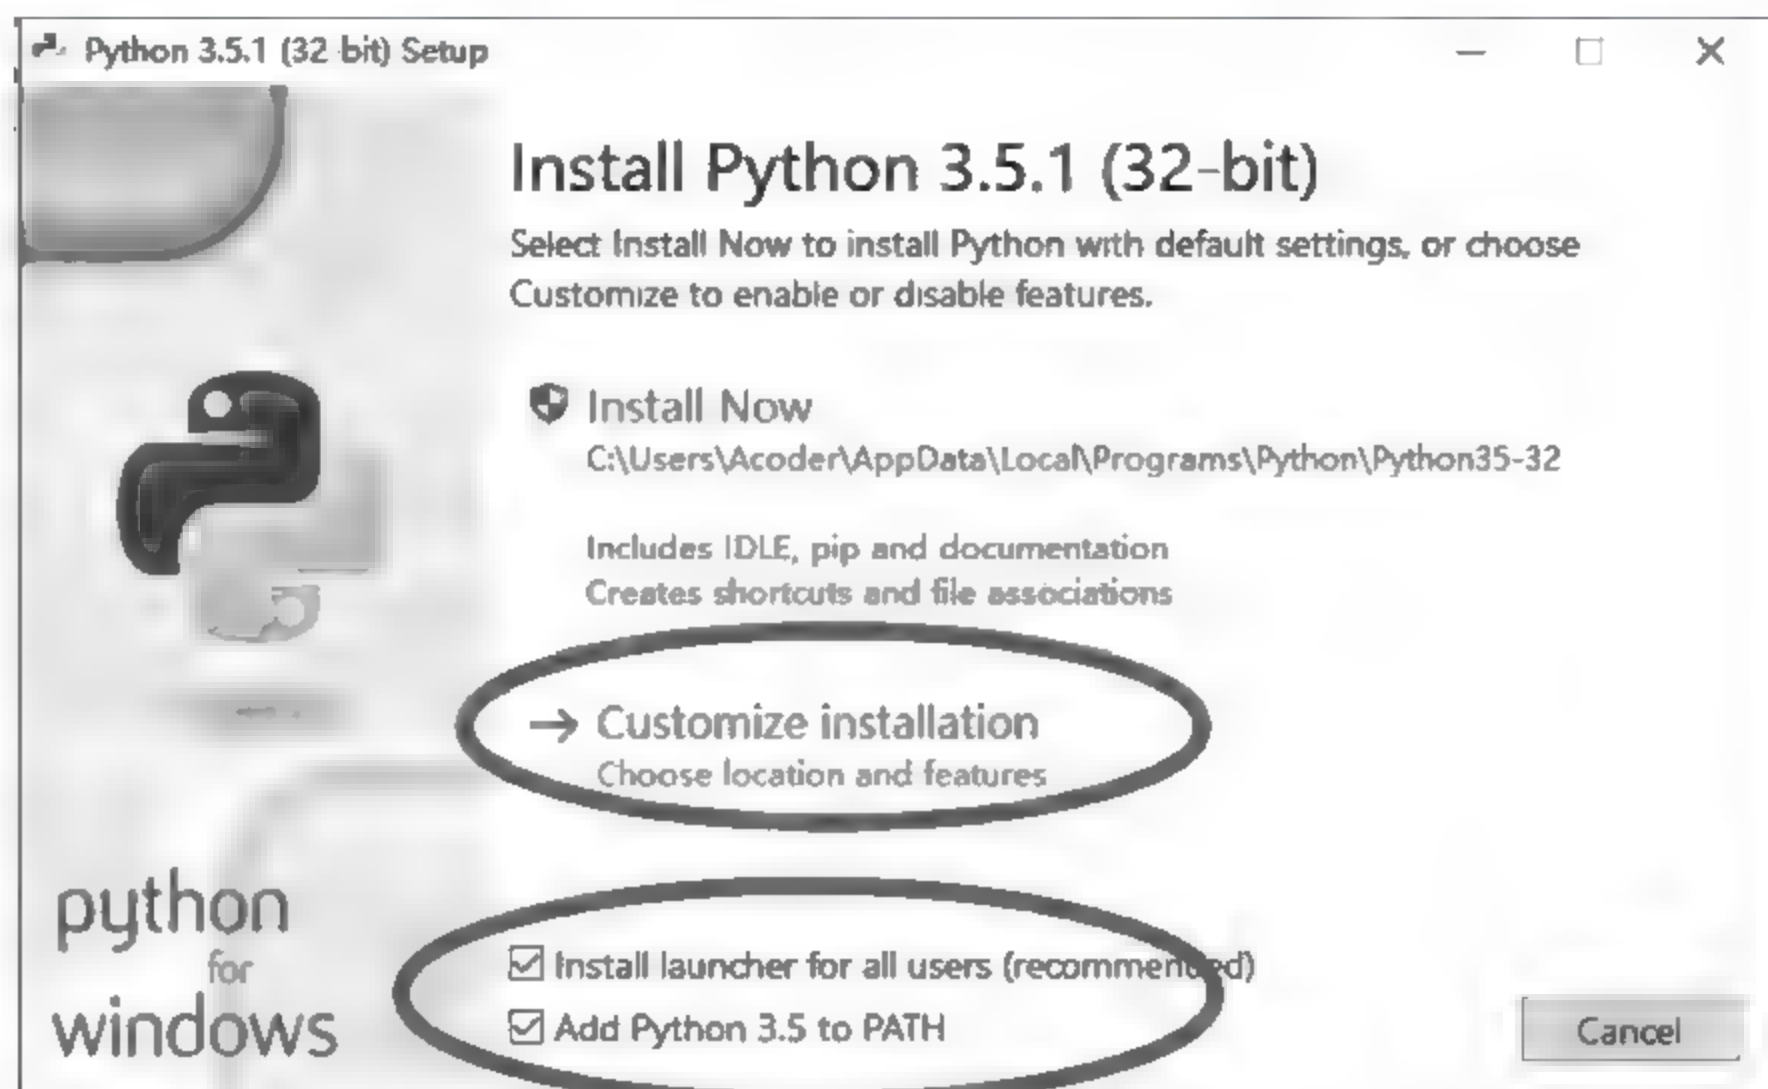 Python 3.5.1 (32-bit) Setup
Install Python 3.5.1 (32-bit)
Select Install Now to install Python with default settings, or choose
Customize to enable or disable features.
Install Now
C:\Users\Acoder\AppData\Local\Programs\Python\Python35-32
Includes IDLE, pip and documentation
Creates shortcuts and file associations
Customize installation
Choose location and features
python
for
windows
Install launcher for all users (recommended)
Add Python 3.5 to PATH
Cancel